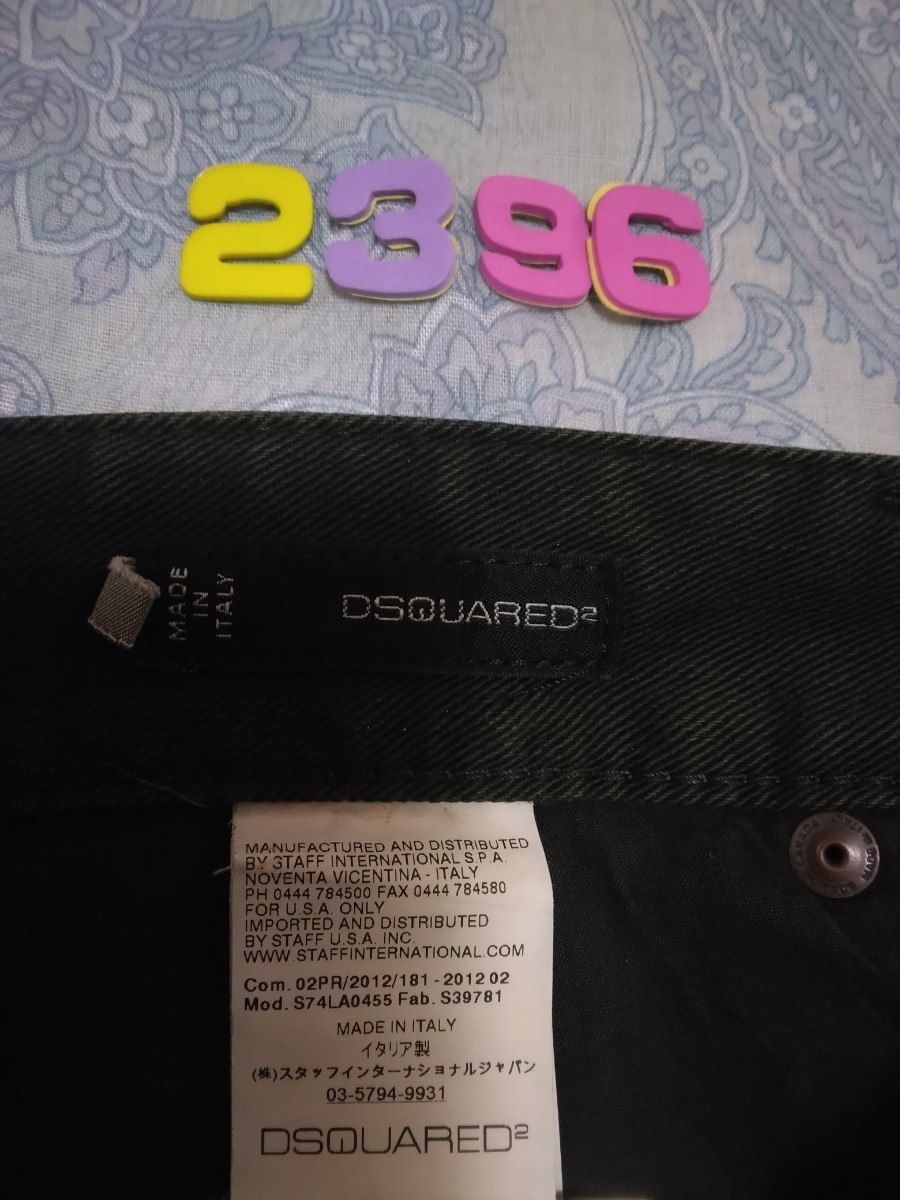 2396
MADE
IN
ITALY
DSQUARED2
MANUFACTURED AND DISTRIBUTED
BY STAFF INTERNATIONAL S.P.A.
NOVENTA VICENTINA - ITALY
PH 0444 784500 FAX 0444 784580
FOR U.S.A. ONLY
IMPORTED AND DISTRIBUTED
BY STAFF U.S.A. INC.
WWW.STAFFINTERNATIONAL.COM
Com. 02PR/2012/181 - 2012 02
Mod. S74LA0455 Fab. S39781
MADE IN ITALY
イタリア製
(株)スタッフインターナショナルジャパン
03-5794-9931
DSQUARED2